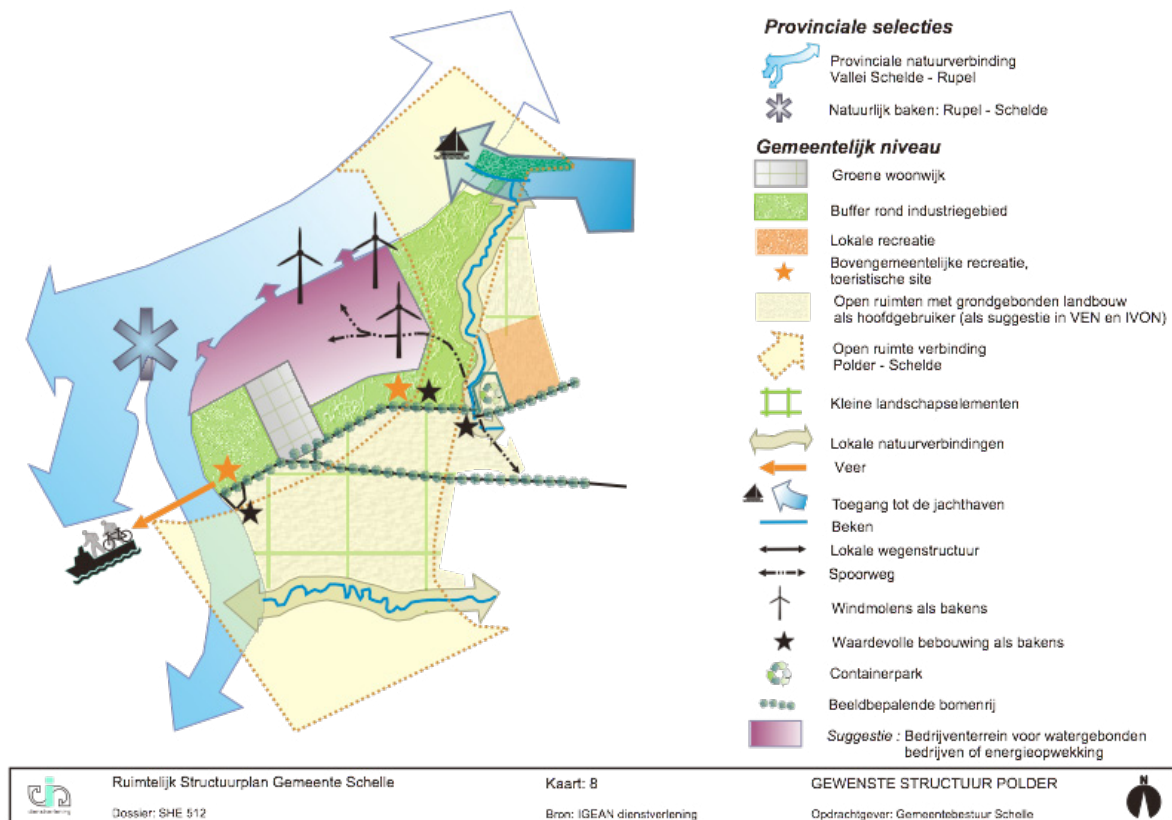 Provinciale selecties
Provinciale natuurverbinding
Vallei Schelde - Rupel
Natuurlijk baken: Rupel - Schelde
Gemeentelijk niveau
Groene woonwijk
Buffer rond industriegebied
Lokale recreatie
Bovengemeentelijke recreatie,
toeristische site
Open ruimten met grondgebonden landbouw
als hoofdgebruiker (als suggestie in VEN en IVON)
Open ruimte verbinding
Polder - Schelde
Kleine landschapselementen
Lokale natuurverbindingen
Veer
Toegang tot de jachthaven
Beken
Lokale wegenstructuur
Spoorweg
Windmolens als bakens
Waardevolle bebouwing als bakens
Containerpark
Beeldbepalende bomenrij
Suggestie : Bedrijventerrein voor watergebonden
bedrijven of energieopwekking
dienstverlening
Ruimtelijk Structuurplan Gemeente Schelle
Kaart: 8
GEWENSTE STRUCTUUR POLDER
N
Dossier: SHE 512
Bron: IGEAN dienstverlening
Opdrachtgever: Gemeentebestuur Schelle